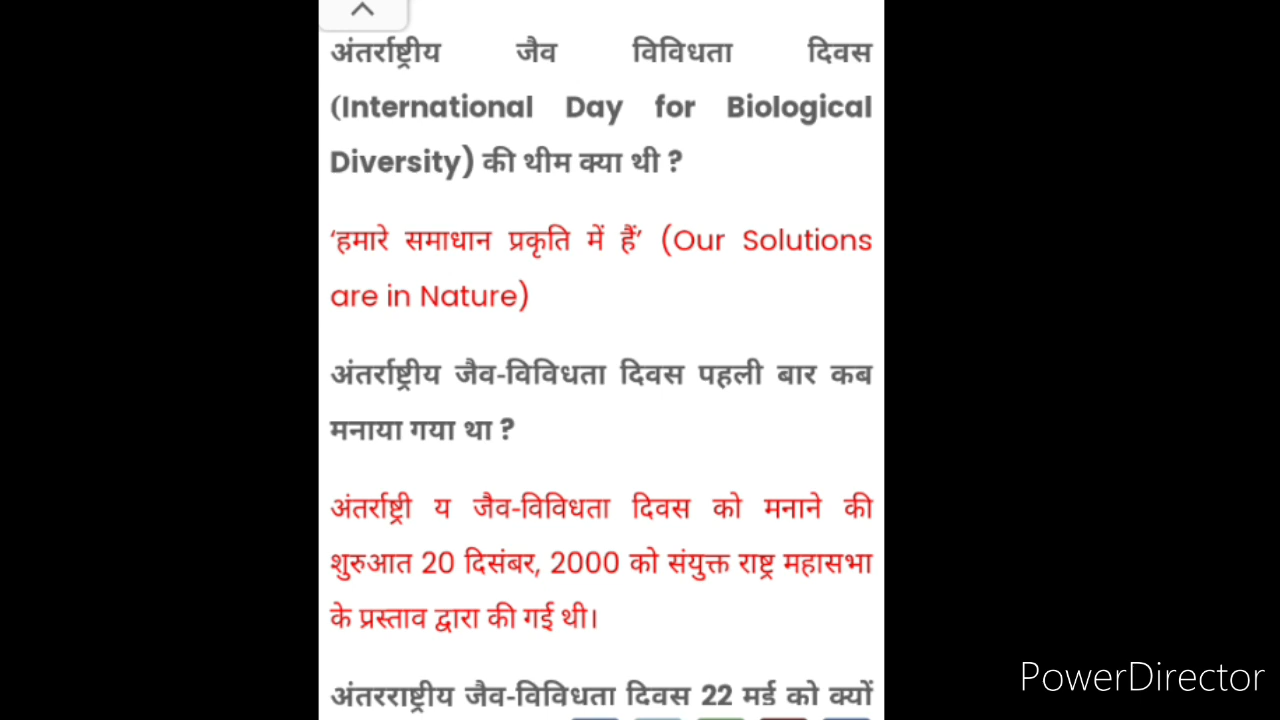 अंतर्राष्ट्रीय जैव विविधता दिवस
(International Day for Biological
Diversity) की थीम क्या थी ?
‘हमारे समाधान प्रकृति में हैं’ (Our Solutions
are in Nature)
अंतर्राष्ट्रीय जैव-विविधता दिवस पहली बार कब
मनाया गया था ?
अंतर्राष्ट्री य जैव-विविधता दिवस को मनाने की
शुरुआत 20 दिसंबर, 2000 को संयुक्त राष्ट्र महासभा
के प्रस्ताव द्वारा की गई थी।
अंतरराष्ट्रीय जैव-विविधता दिवस 22 मई को क्यों
PowerDirector